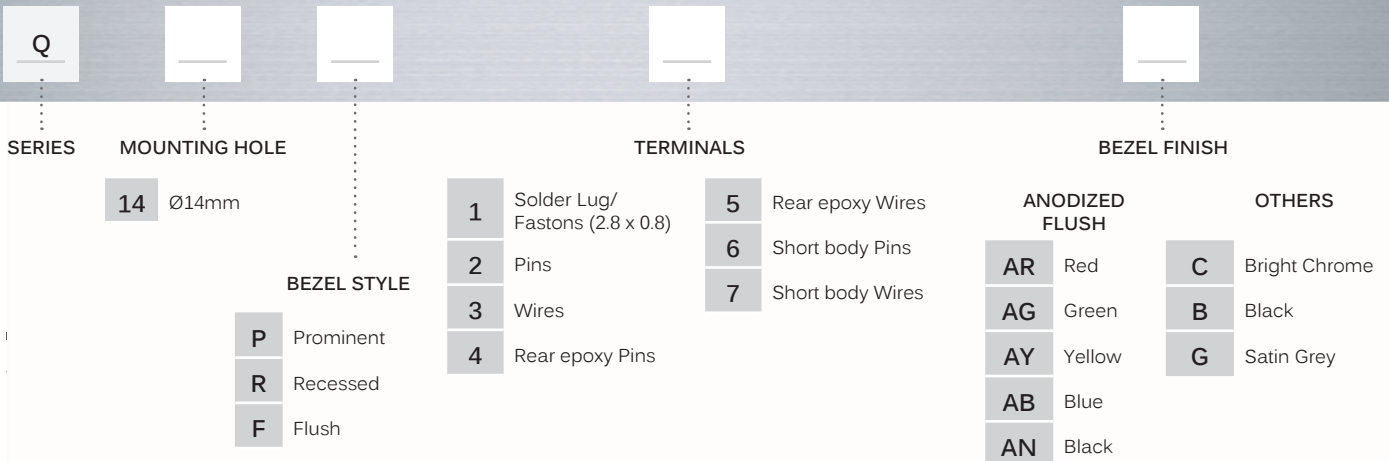 Q
SERIES
MOUNTING HOLE
14 Ø14mm
BEZEL STYLE
P Prominent
R Recessed
F Flush
TERMINALS
1 Solder Lug/
Fastons (2.8 x 0.8)
2 Pins
3 Wires
4 Rear epoxy Pins
5 Rear epoxy Wires
6 Short body Pins
7 Short body Wires
BEZEL FINISH
ANODIZED
FLUSH
AR Red
AG Green
AY Yellow
AB Blue
AN Black
OTHERS
C Bright Chrome
B Black
G Satin Grey